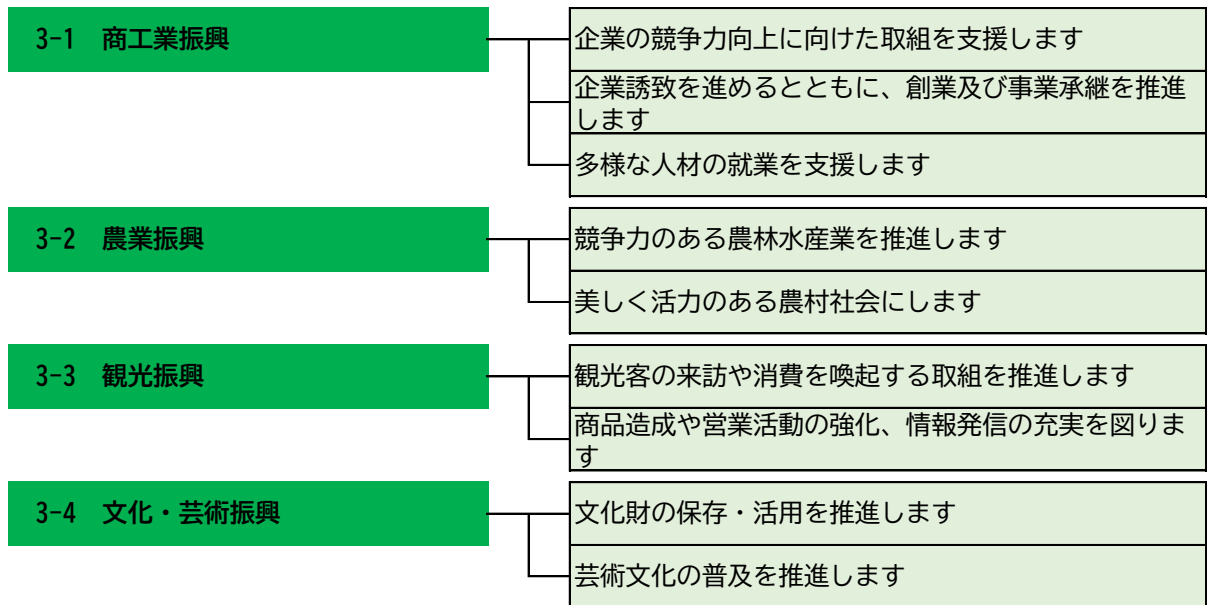 3-1 商工業振興
企業の競争力向上に向けた取組を支援します
企業誘致を進めるとともに、創業及び事業承継を推進
します
多様な人材の就業を支援します
3-2 農業振興
競争力のある農林水産業を推進します
美しく活力のある農村社会にします
3-3 観光振興
観光客の来訪や消費を喚起する取組を推進します
商品造成や営業活動の強化、情報発信の充実を図りま
す
3-4 文化・芸術振興
文化財の保存・活用を推進します
芸術文化の普及を推進します